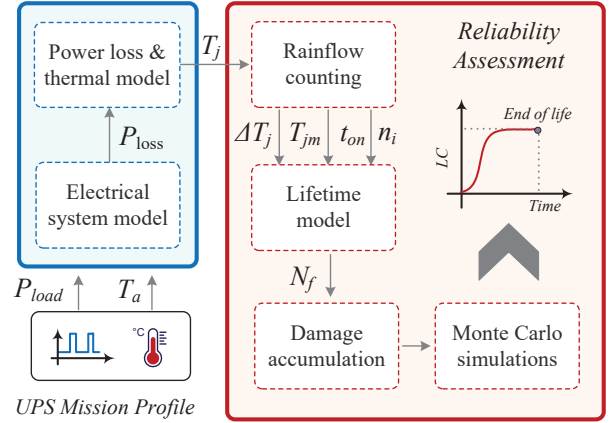 Power loss &
thermal model
T_j
Rainflow
counting
Reliability
Assessment
P_loss
ΔT_j
T_jm
t_on
n_i
End of life
LC
Time
Electrical
system model
Lifetime
model
P_load
T_a
N_f
°C
Damage
accumulation
Monte Carlo
simulations
UPS Mission Profile